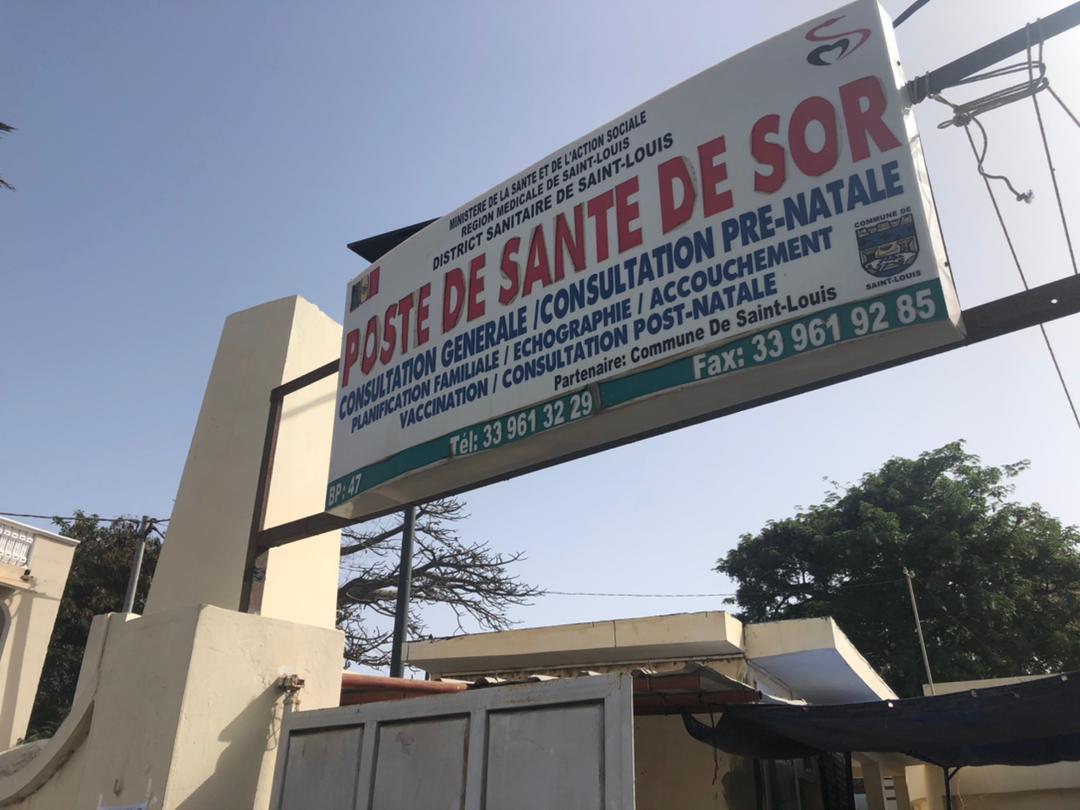 MINISTERE DE LA SANTE ET DE L'ACTION SOCIALE
REGION MEDICALE DE SAINT-LOUIS
DISTRICT SANITAIRE DE SAINT-LOUIS
POSTE DE SANTE DE SOR
CONSULTATION GENERALE /CONSULTATION PRE-NATALE
PLANIFICATION FAMILIALE / ECHOGRAPHIE / ACCOUCHEMENT
VACCINATION / CONSULTATION POST-NATALE
COMMUNE DE
SAINT-LOUIS
Partenaire: Commune De Saint-Louis
BP: 47
Tél: 33 961 32 29
Fax: 33 961 92 85